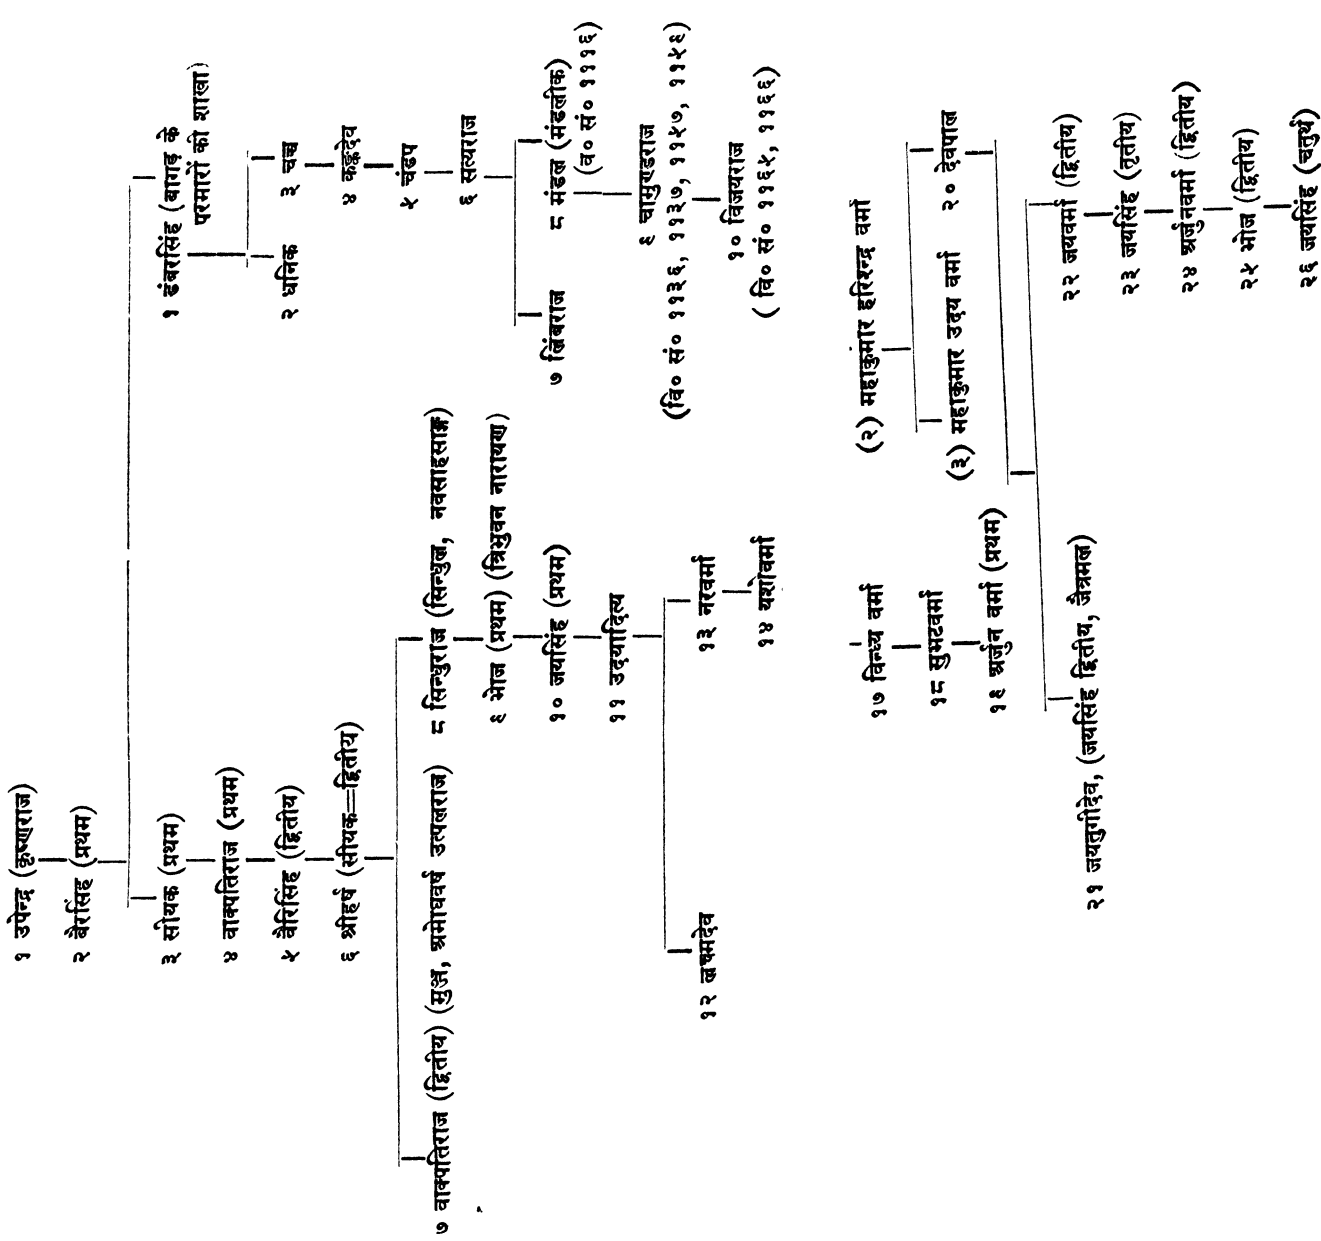 १ उपेन्द्र (कृष्णराज)
२ बैरसिंह (प्रथम)
३ सीयक (प्रथम)
१ डंबरसिंह (बागड़ के
परमारों की शाखा)
४ वाक्पतिराज (प्रथम)
२ धनिक
३ चच्च
५ वैरिसिंह (द्वितीय)
४ कङ्कदेव
६ श्रीहर्ष (सीयक=द्वितीय)
५ चंडप
६ सत्यराज
७ वाक्पतिराज (द्वितीय) (मुञ्ज, अमोघवर्ष उत्पलराज)
८ सिन्धुराज (सिन्धुल, नवसाहसाङ्क)
७ लिंबराज
८ मंडल (मंडलीक)
(व० सं० १११६)
९ भोज (प्रथम) (त्रिभुवन नारायण)
१० जयसिंह (प्रथम)
११ उदयादित्य
९ चामुण्डराज
(वि० सं० ११३६, ११३७, ११५७, ११५९)
१२ लक्ष्मदेव
१३ नरवर्मा
१० विजयराज
( वि० सं० ११६५, ११६६)
१४ यशोवर्मा
१७ विन्ध्य वर्मा
(२) महाकुमार हरिश्चन्द्र वर्मा
१८ सुभटवर्मा
(३) महाकुमार उदय वर्मा
२० देवपाल
१९ अर्जुन वर्मा (प्रथम)
२१ जयतुगीदेव, (जयसिंह द्वितीय, जैत्रमल)
२२ जयवर्मा (द्वितीय)
२३ जयसिंह (तृतीय)
२४ अर्जुनवर्मा (द्वितीय)
२५ भोज (द्वितीय)
२६ जयसिंह (चतुर्थ)